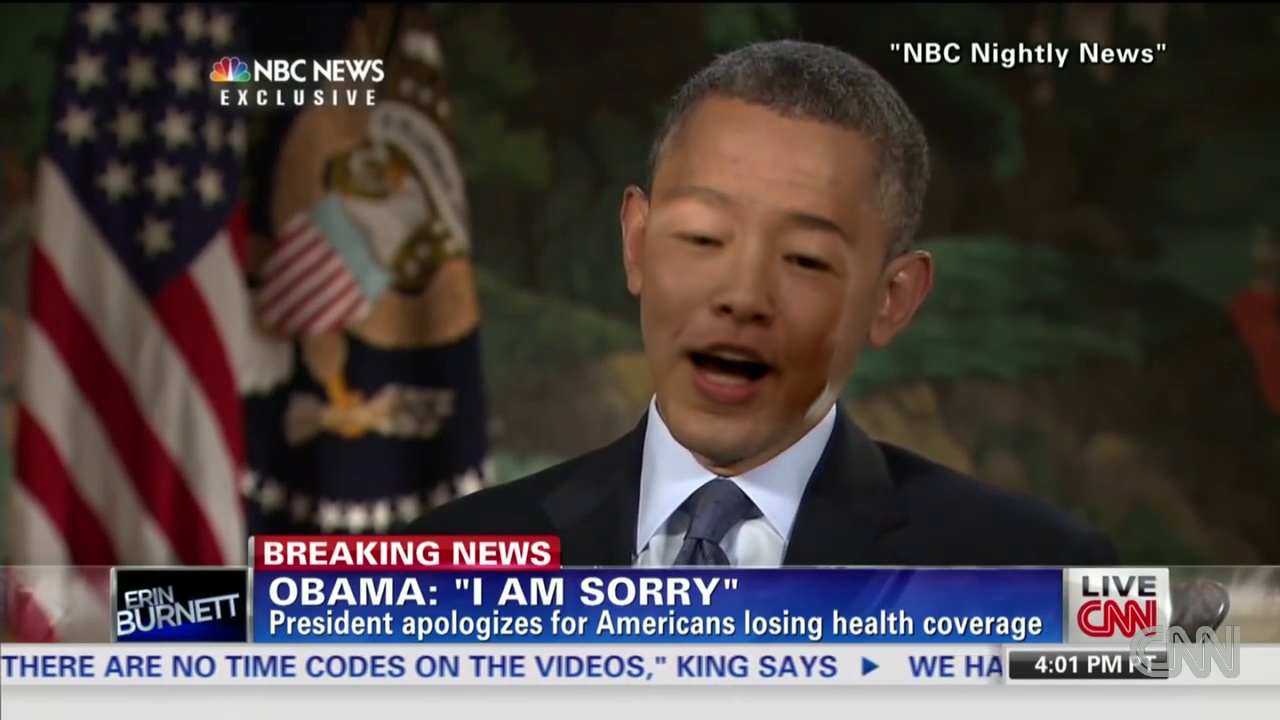 NBC NEWS
EXCLUSIVE
"NBC Nightly News"
BREAKING NEWS
ERIN
BURNETT
OBAMA: "I AM SORRY"
President apologizes for Americans losing health coverage
LIVE
CNN
THERE ARE NO TIME CODES ON THE VIDEOS," KING SAYS ▶ WE HA
4:01 PM PT
CNN